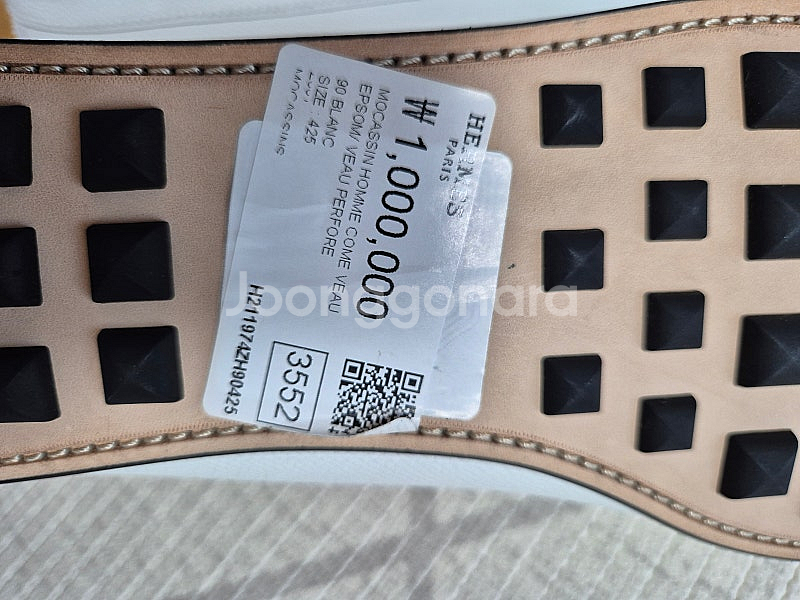 HERMES
PARIS
₩ 1,000,000
MOCASSIN HOMME COME VEAU
EPSOM/ VEAU PERFORE
90 BLANC
SIZE : 425
MOCASSINS
3552
H211974ZH90425
Joonggonara